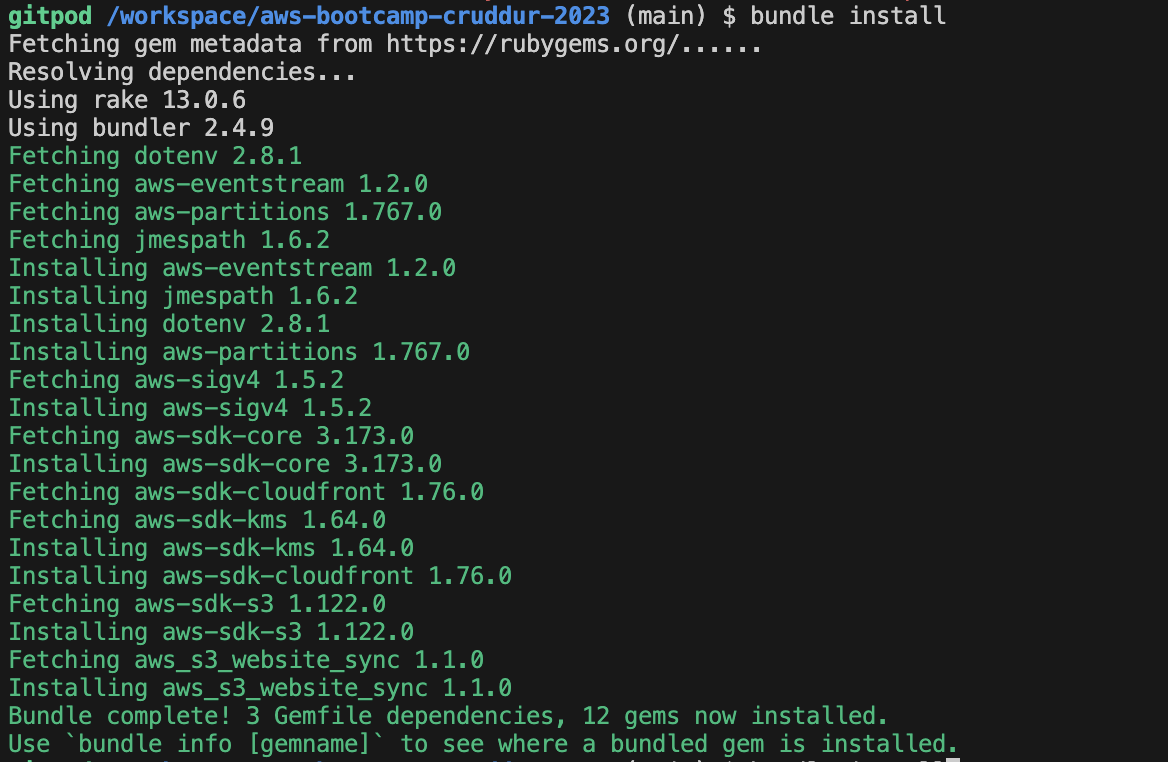 gitpod /workspace/aws-bootcamp-cruddur-2023 (main) $ bundle install
Fetching gem metadata from https://rubygems.org/......
Resolving dependencies...
Using rake 13.0.6
Using bundler 2.4.9
Fetching dotenv 2.8.1
Fetching aws-eventstream 1.2.0
Fetching aws-partitions 1.767.0
Fetching jmespath 1.6.2
Installing aws-eventstream 1.2.0
Installing jmespath 1.6.2
Installing dotenv 2.8.1
Installing aws-partitions 1.767.0
Fetching aws-sigv4 1.5.2
Installing aws-sigv4 1.5.2
Fetching aws-sdk-core 3.173.0
Installing aws-sdk-core 3.173.0
Fetching aws-sdk-cloudfront 1.76.0
Fetching aws-sdk-kms 1.64.0
Installing aws-sdk-kms 1.64.0
Installing aws-sdk-cloudfront 1.76.0
Fetching aws-sdk-s3 1.122.0
Installing aws-sdk-s3 1.122.0
Fetching aws_s3_website_sync 1.1.0
Installing aws_s3_website_sync 1.1.0
Bundle complete! 3 Gemfile dependencies, 12 gems now installed.
Use `bundle info [gemname]` to see where a bundled gem is installed.